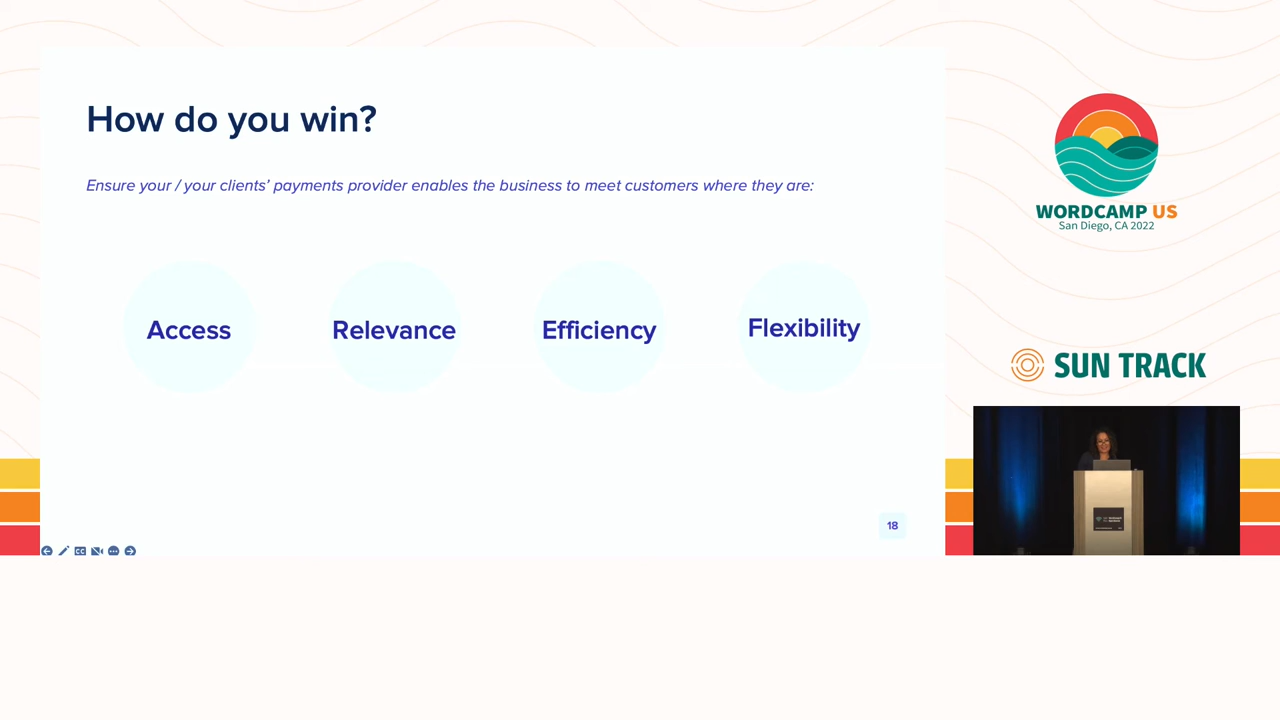 How do you win?
Ensure your / your clients' payments provider enables the business to meet customers where they are:
Access
Relevance
Efficiency
Flexibility
18
CC
WORDCAMP US
San Diego, CA 2022
SUN TRACK